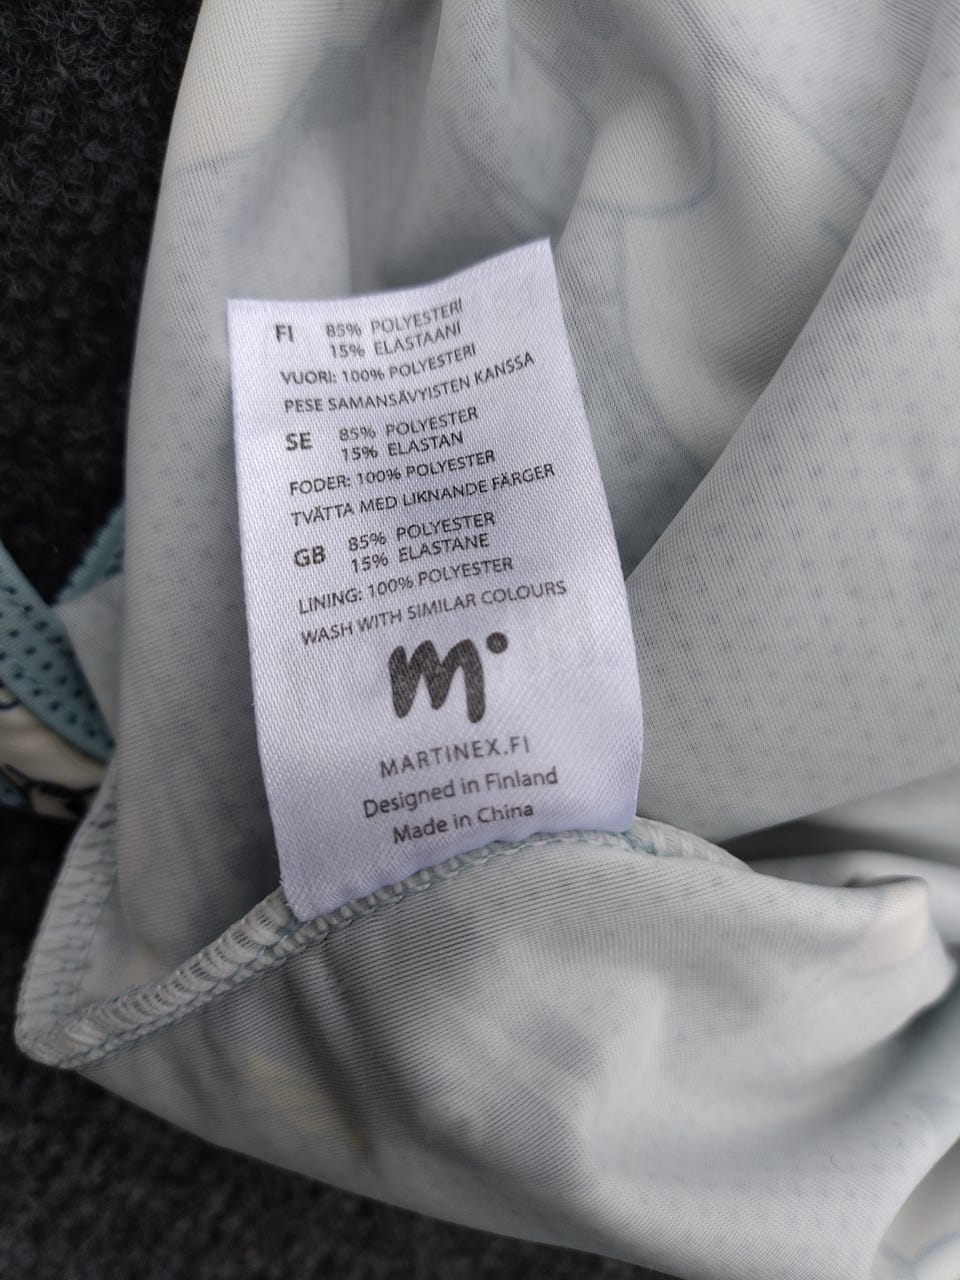 FI 85% POLYESTERI
15% ELASTAANI
VUORI: 100% POLYESTERI
PESE SAMANSÄVYISTEN KANSSA
SE 85% POLYESTER
15% ELASTAN
FODER: 100% POLYESTER
TVÄTTA MED LIKNANDE FÄRGER
GB 85% POLYESTER
15% ELASTANE
LINING: 100% POLYESTER
WASH WITH SIMILAR COLOURS
m
MARTINEX.FI
Designed in Finland
Made in China